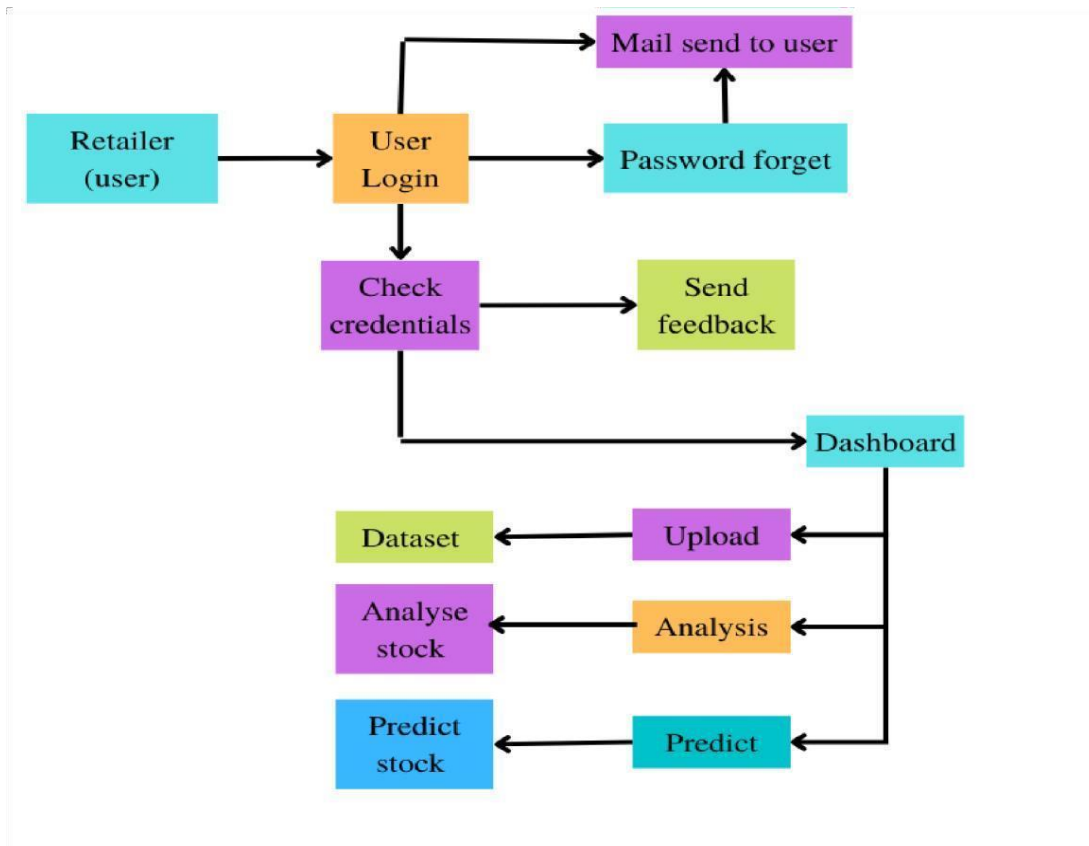 Mail send to user
Retailer
(user)
User
Login
Password forget
Check
credentials
Send
feedback
Dashboard
Dataset
Upload
Analyse
stock
Analysis
Predict
stock
Predict